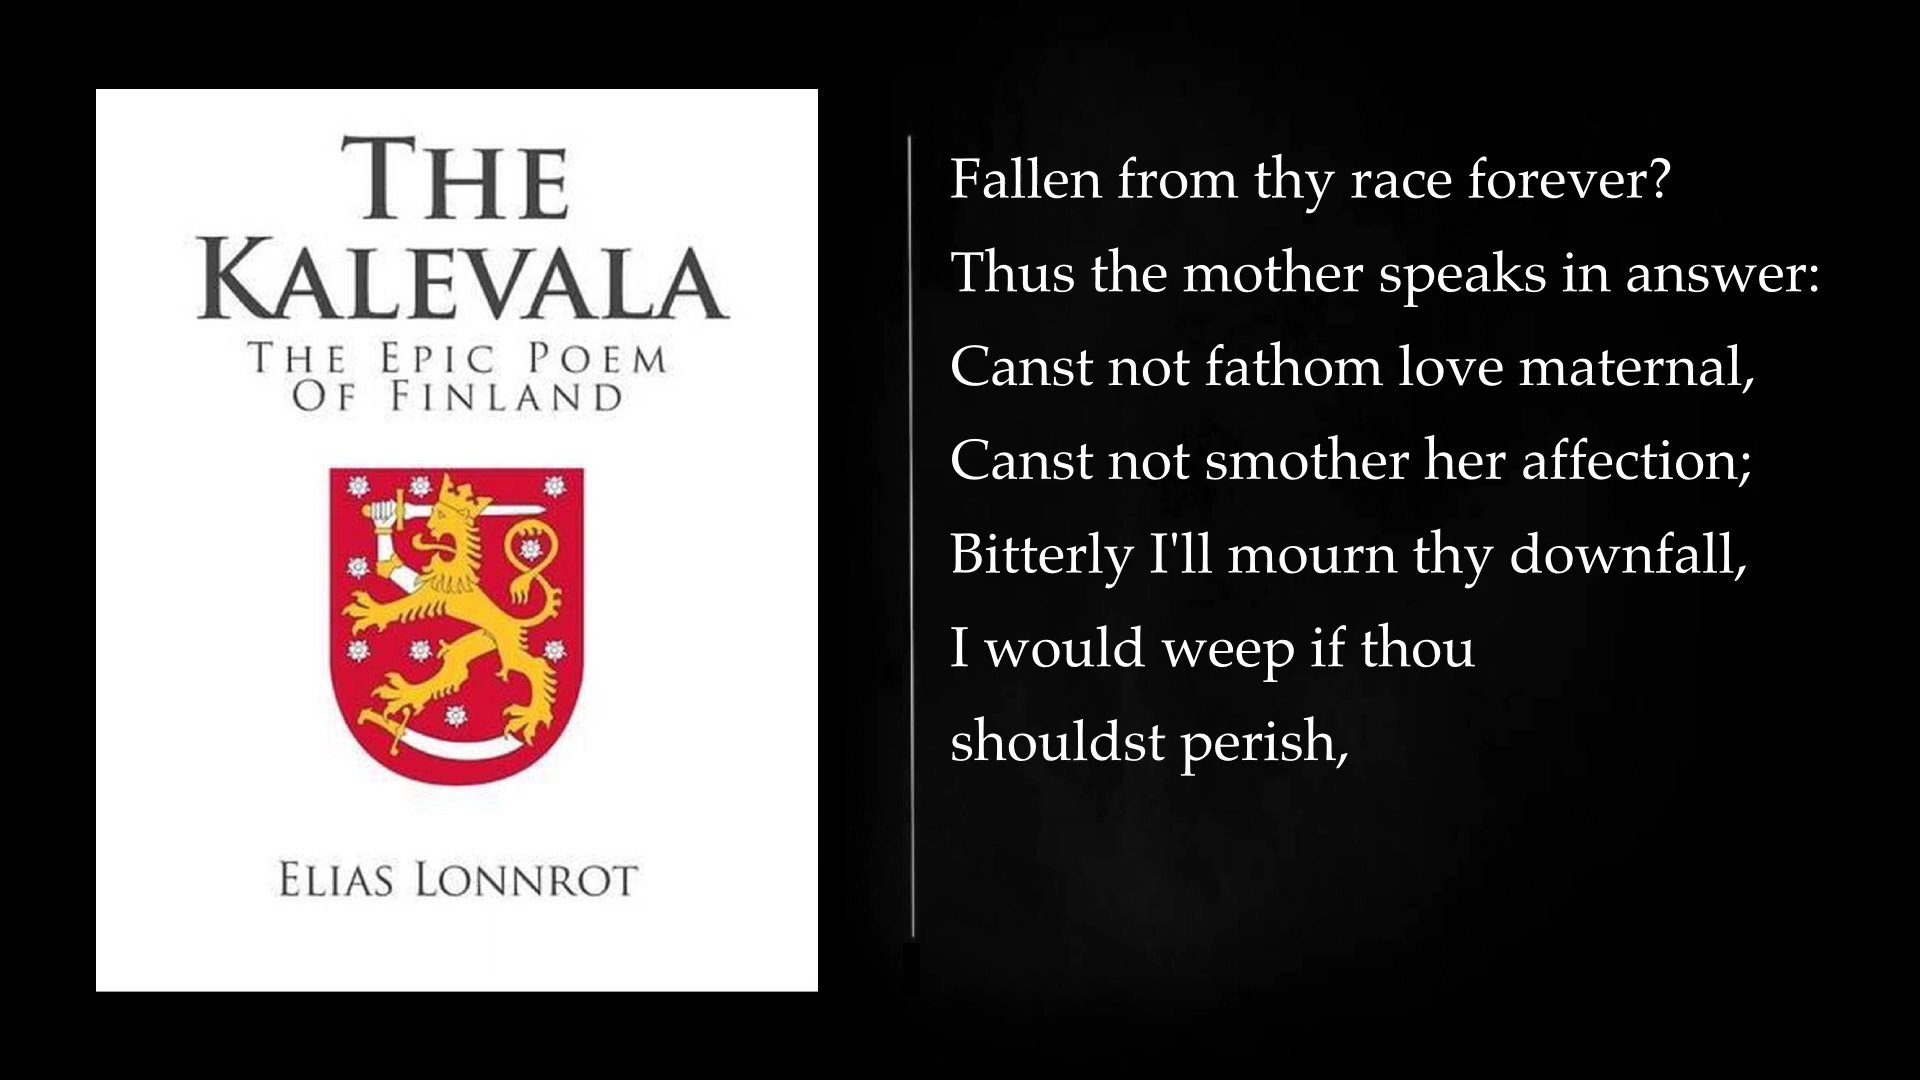 THE
KALEVALA
THE EPIC POEM
OF FINLAND
ELIAS LONNROT
Fallen from thy race forever?
Thus the mother speaks in answer:
Canst not fathom love maternal,
Canst not smother her affection;
Bitterly I'll mourn thy downfall,
I would weep if thou
shouldst perish,